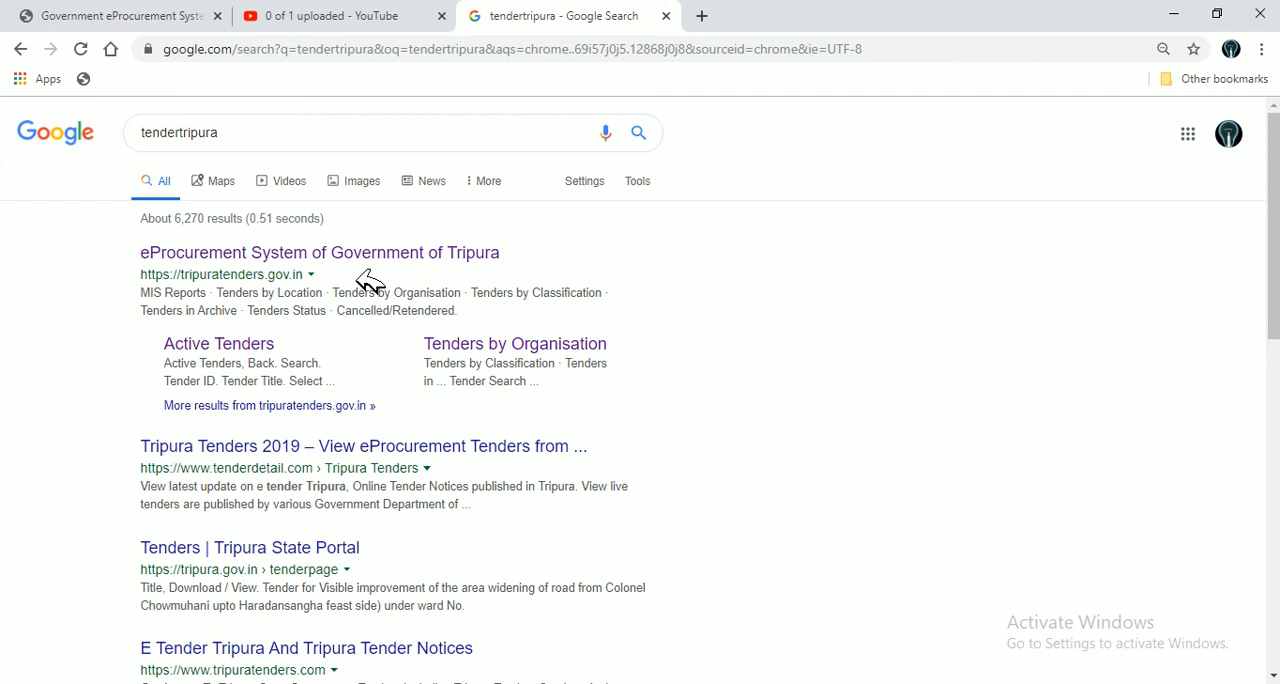 Government eProcurement Syste
0 of 1 uploaded - YouTube
tendertripura - Google Search
google.com/search?q=tendertripura&oq=tendertripura&aqs=chrome..69i57j0j5.12868j0j8&sourceid=chrome&ie=UTF-8
Apps
Other bookmarks
Google
tendertripura
All Maps Videos Images News More Settings Tools
About 6,270 results (0.51 seconds)
eProcurement System of Government of Tripura
https://tripuratenders.gov.in
MIS Reports · Tenders by Location · Tenders by Organisation · Tenders by Classification ·
Tenders in Archive · Tenders Status · Cancelled/Retendered.
Active Tenders
Active Tenders, Back. Search.
Tender ID. Tender Title. Select ...
Tenders by Organisation
Tenders by Classification · Tenders
in ... Tender Search ...
More results from tripuratenders.gov.in »
Tripura Tenders 2019 – View eProcurement Tenders from ...
https://www.tenderdetail.com › Tripura Tenders
View latest update on e tender Tripura, Online Tender Notices published in Tripura. View live
tenders are published by various Government Department of ...
Tenders | Tripura State Portal
https://tripura.gov.in › tenderpage
Title, Download / View. Tender for Visible improvement of the area widening of road from Colonel
Chowmuhani upto Haradansangha feast side) under ward No.
E Tender Tripura And Tripura Tender Notices
https://www.tripuratenders.com
Activate Windows
Go to Settings to activate Windows.